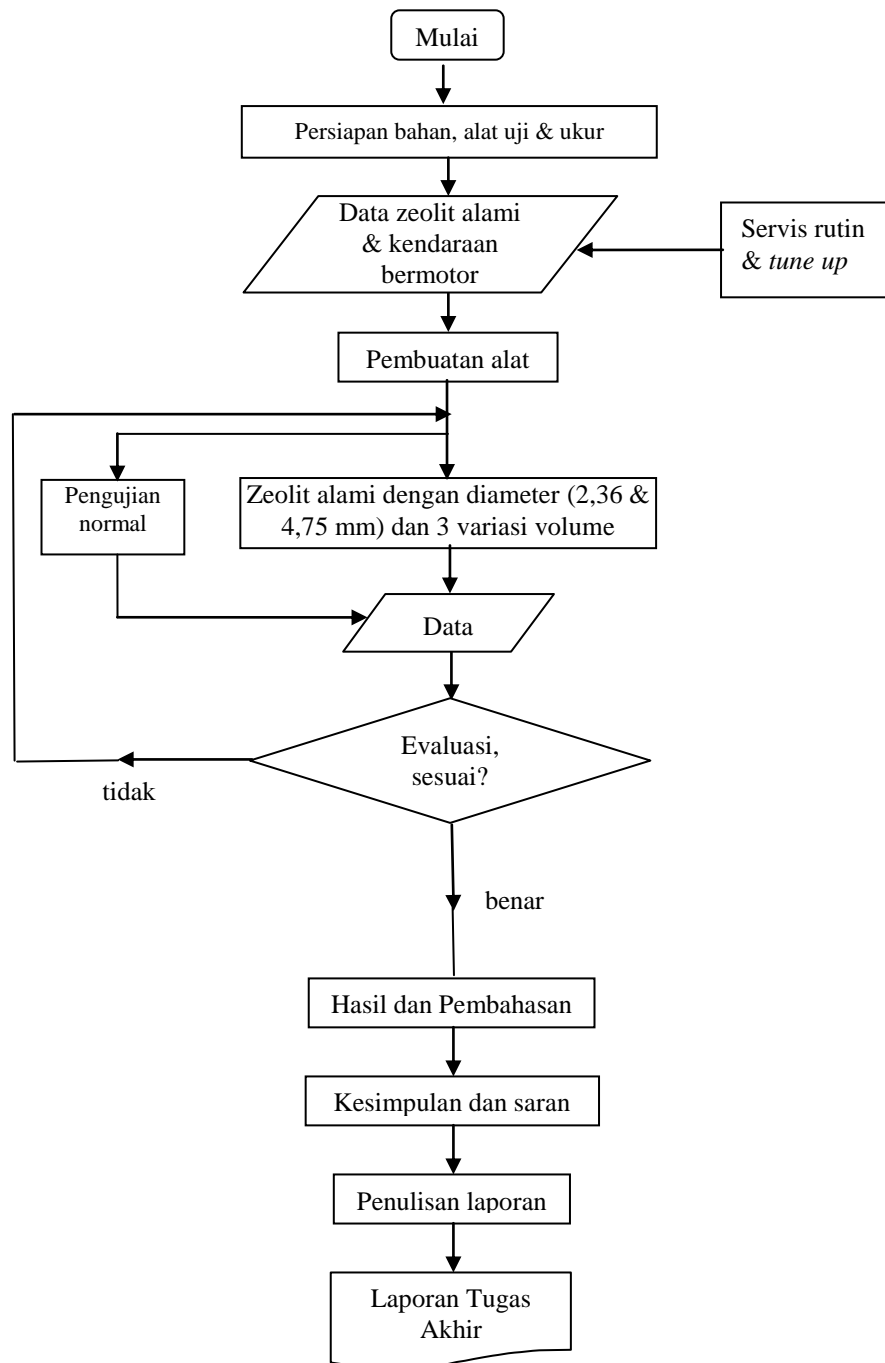 Mulai
Persiapan bahan, alat uji & ukur
Data zeolit alami
& kendaraan
bermotor
Servis rutin
& tune up
Pembuatan alat
Pengujian
normal
Zeolit alami dengan diameter (2,36 &
4,75 mm) dan 3 variasi volume
Data
Evaluasi,
sesuai?
tidak
benar
Hasil dan Pembahasan
Kesimpulan dan saran
Penulisan laporan
Laporan Tugas
Akhir